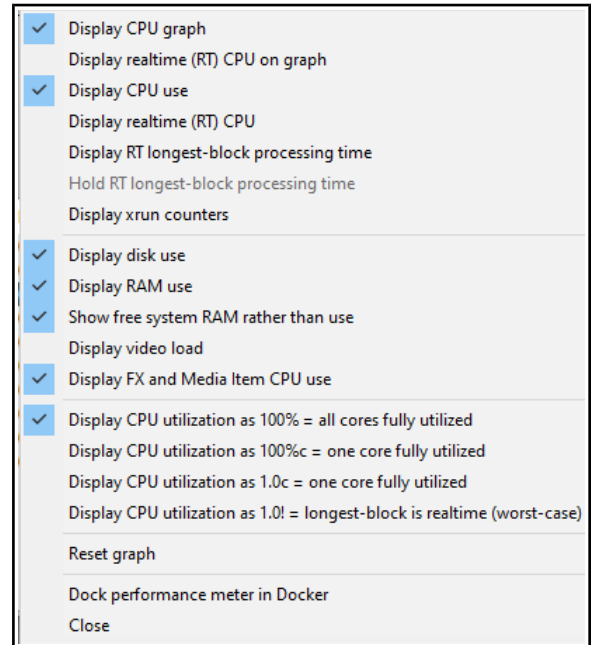 Display CPU graph
Display realtime (RT) CPU on graph
Display CPU use
Display realtime (RT) CPU
Display RT longest-block processing time
Hold RT longest-block processing time
Display xrun counters
Display disk use
Display RAM use
Show free system RAM rather than use
Display video load
Display FX and Media Item CPU use
Display CPU utilization as 100% = all cores fully utilized
Display CPU utilization as 100%c = one core fully utilized
Display CPU utilization as 1.0c = one core fully utilized
Display CPU utilization as 1.0! = longest-block is realtime (worst-case)
Reset graph
Dock performance meter in Docker
Close